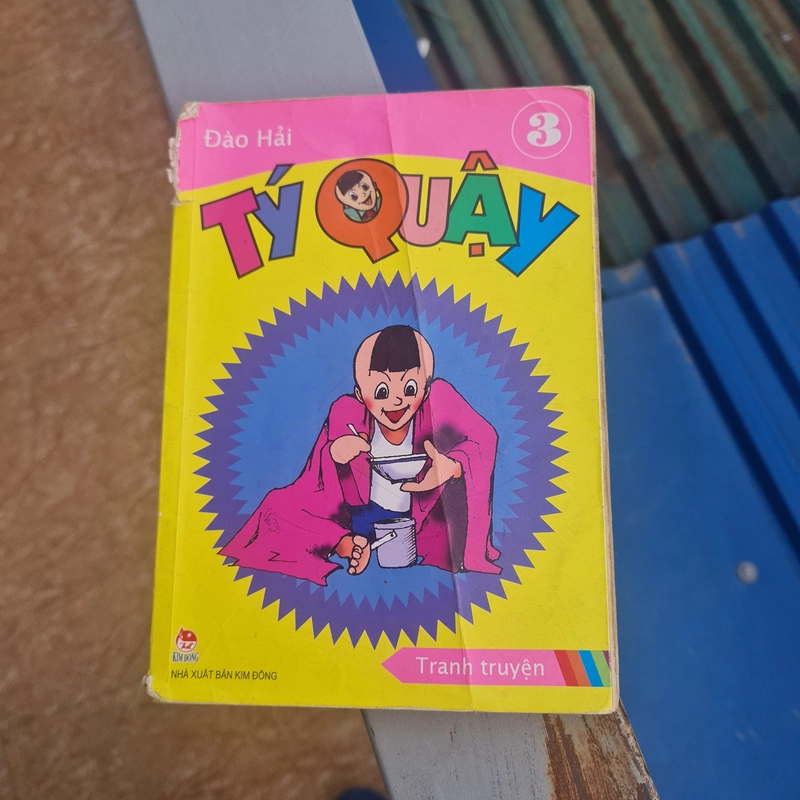 Đào Hải
3
TÝ QUẬY
KIM ĐỒNG
NHÀ XUẤT BẢN KIM ĐỒNG
Tranh truyện